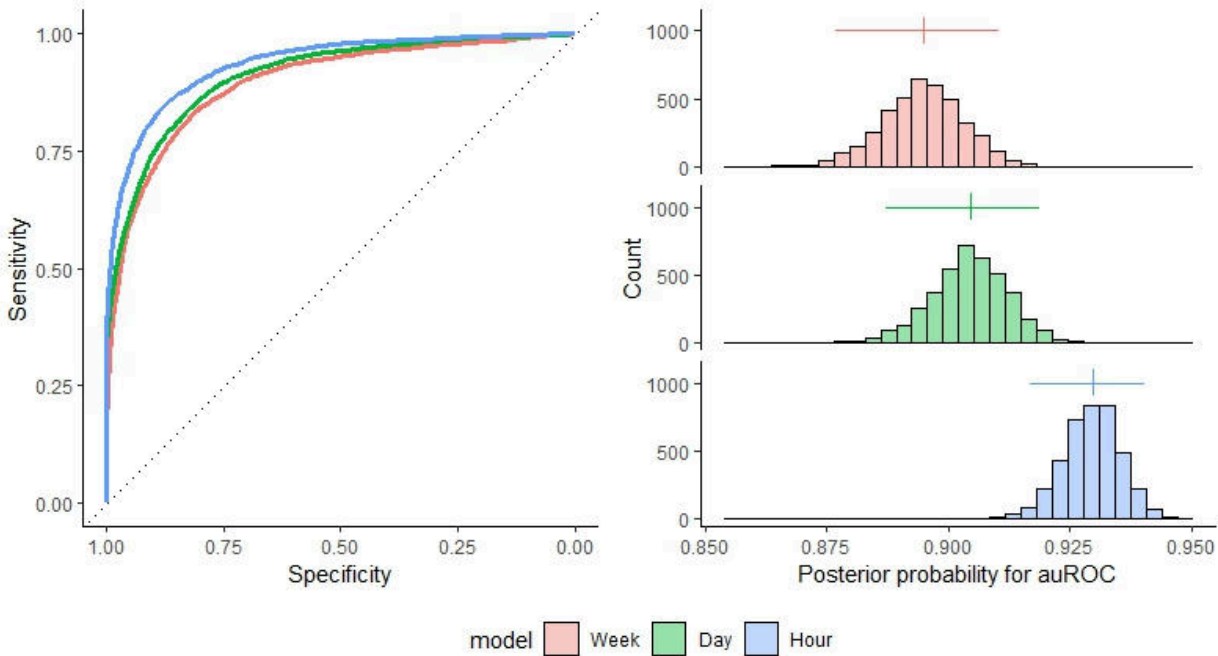 1.00
0.75
0.50
0.25
0.00
Sensitivity
1.00 0.75 0.50 0.25 0.00
Specificity
1000
500
0
1000
500
0
1000
500
0
Count
0.850 0.875 0.900 0.925 0.950
Posterior probability for auROC
model Week Day Hour